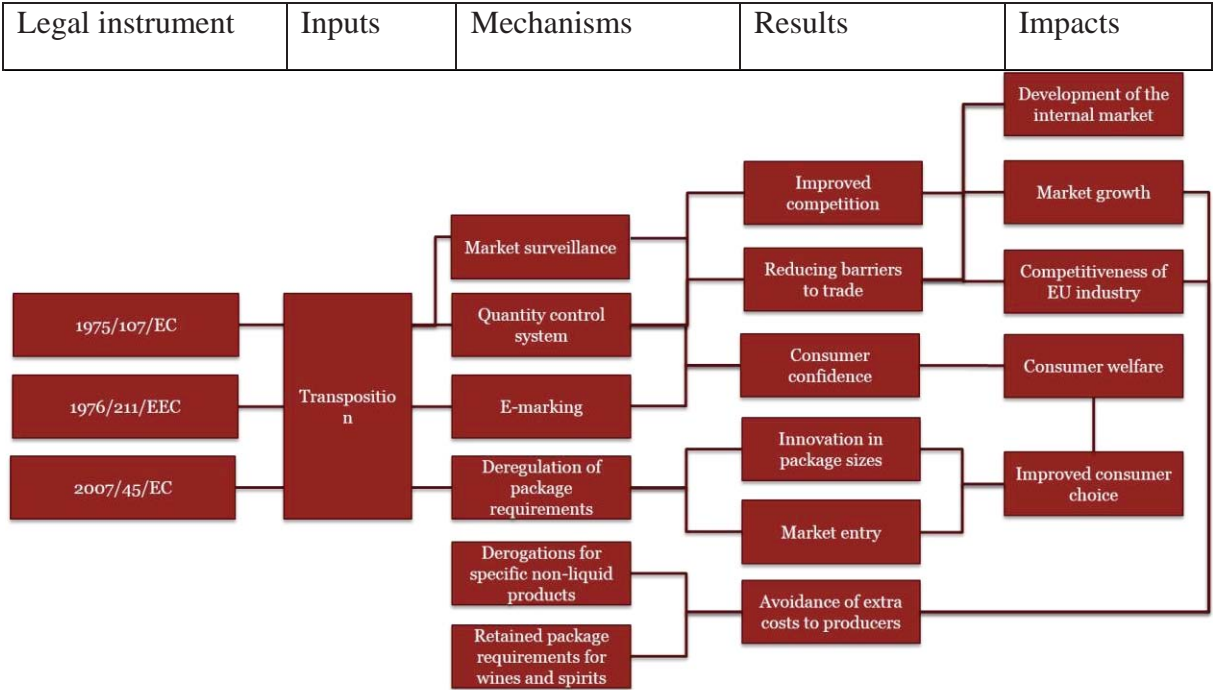 Legal instrument
Inputs
Mechanisms
Results
Impacts
1975/107/EC
1976/211/EEC
2007/45/EC
Transpositio
n
Market surveillance
Quantity control
system
E-marking
Deregulation of
package
requirements
Derogations for
specific non-liquid
products
Retained package
requirements for
wines and spirits
Improved
competition
Reducing barriers
to trade
Consumer
confidence
Innovation in
package sizes
Market entry
Avoidance of extra
costs to producers
Development of the
internal market
Market growth
Competitiveness of
EU industry
Consumer welfare
Improved consumer
choice